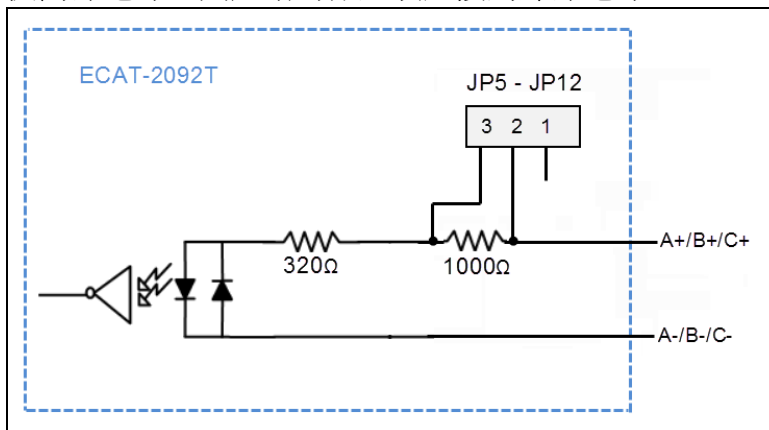 ECAT-2092T
JP5 - JP12
3 2 1
A+/B+/C+
320Ω
1000Ω
A-/B-/C-